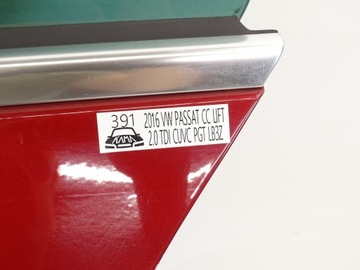 391
2016 VW PASSAT CC LIFT
2.0 TDI CUVC PGT LB3Z